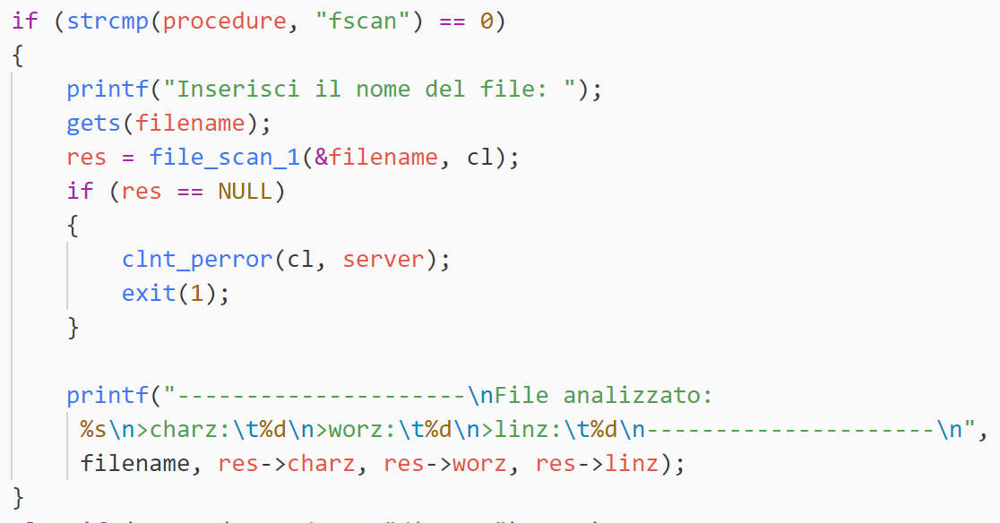 if (strcmp(procedure, "fscan") == 0)
{
    printf("Inserisci il nome del file: ");
    gets(filename);
    res = file_scan_1(&filename, cl);
    if (res == NULL)
    {
        clnt_perror(cl, server);
        exit(1);
    }

    printf("---------------------\nFile analizzato:
     %s\n>charz:\t%d\n>worz:\t%d\n>linz:\t%d\n---------------------\n",
     filename, res->charz, res->worz, res->linz);
}